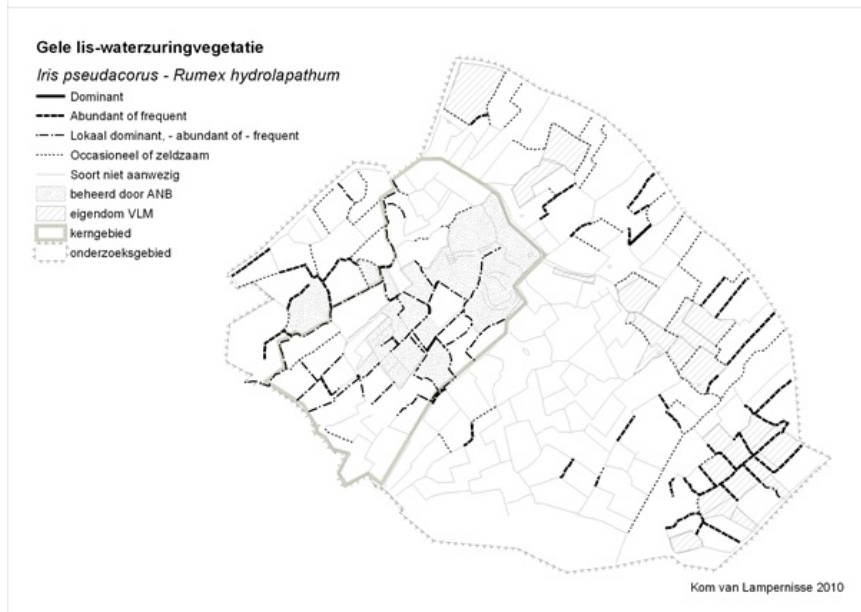 Gele lis-waterzuringvegetatie
Iris pseudacorus - Rumex hydrolapathum
Dominant
Abundant of frequent
Lokaal dominant, - abundant of - frequent
Occasioneel of zeldzaam
Soort niet aanwezig
beheerd door ANB
eigendom VLM
kerngebied
onderzoeksgebied
Kom van Lampernisse 2010